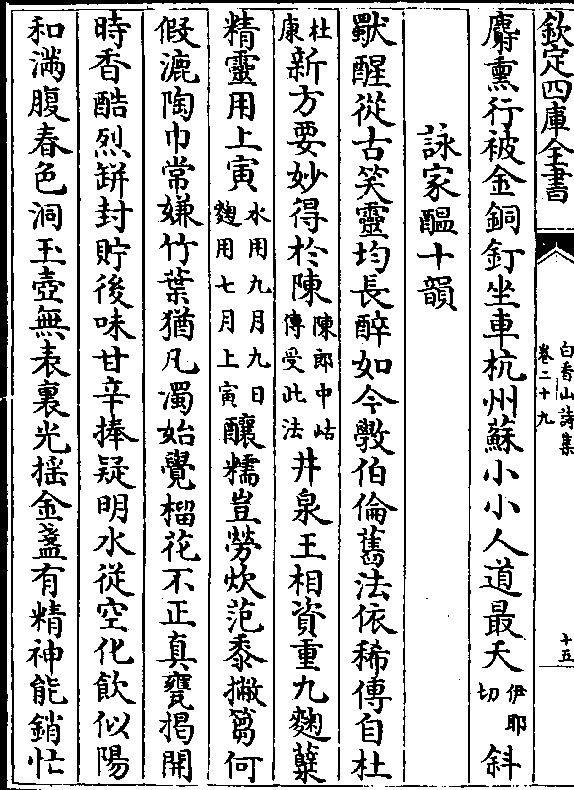 欽定四庫全書
白香山詩集
卷二十九
十五
麝熏行被金銅釘坐車杭州蘇小小人道最夭伊耶切斜
詠家醞十韻
獸醒從古笑靈均長醉如今斆伯倫舊法依稀傳自杜
杜康新方要妙得於陳陳郎中岵傳受此法井泉王相資重九麴糵
精靈用上寅水用九月九日麴用七月上寅釀糯豈勞炊范黍撇篘何
假漉陶巾常嫌竹葉猶凡濁始覺榴花不正真甕揭開
時香酷烈缾封貯後味甘辛捧疑明水從空化飲似陽
和滿腹春色洞玉壺無表裏光揺金盞有精神能銷忙